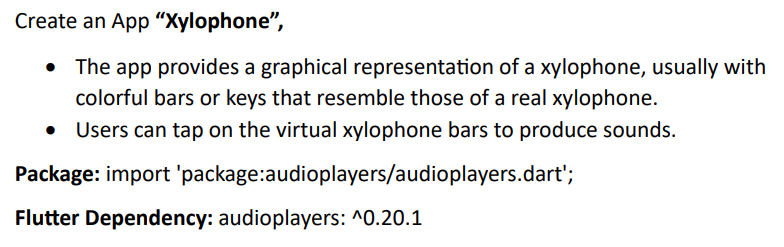 Create an App “Xylophone”,
• The app provides a graphical representation of a xylophone, usually with
colorful bars or keys that resemble those of a real xylophone.
• Users can tap on the virtual xylophone bars to produce sounds.
Package: import 'package:audioplayers/audioplayers.dart';
Flutter Dependency: audioplayers: ^0.20.1